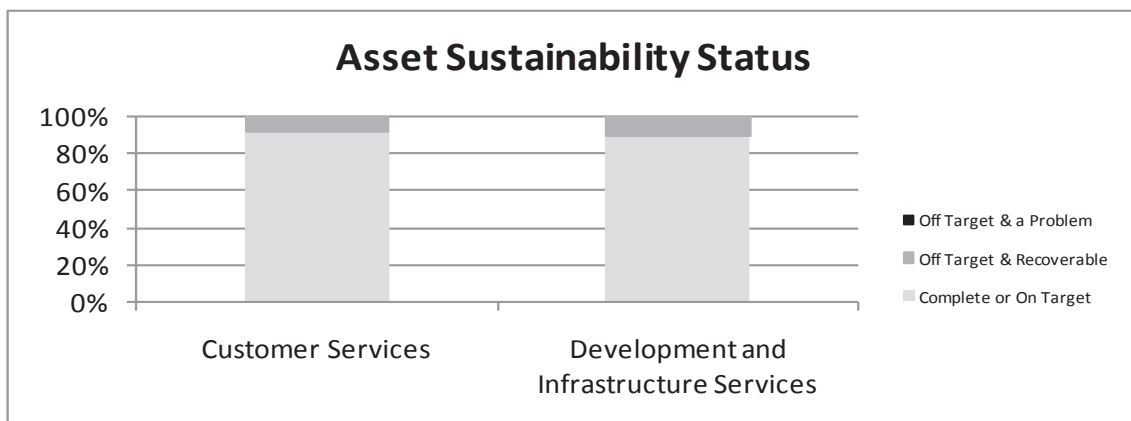 Asset Sustainability Status
100%
80%
60%
40%
20%
0%
Customer Services
Development and
Infrastructure Services
Off Target & a Problem
Off Target & Recoverable
Complete or On Target